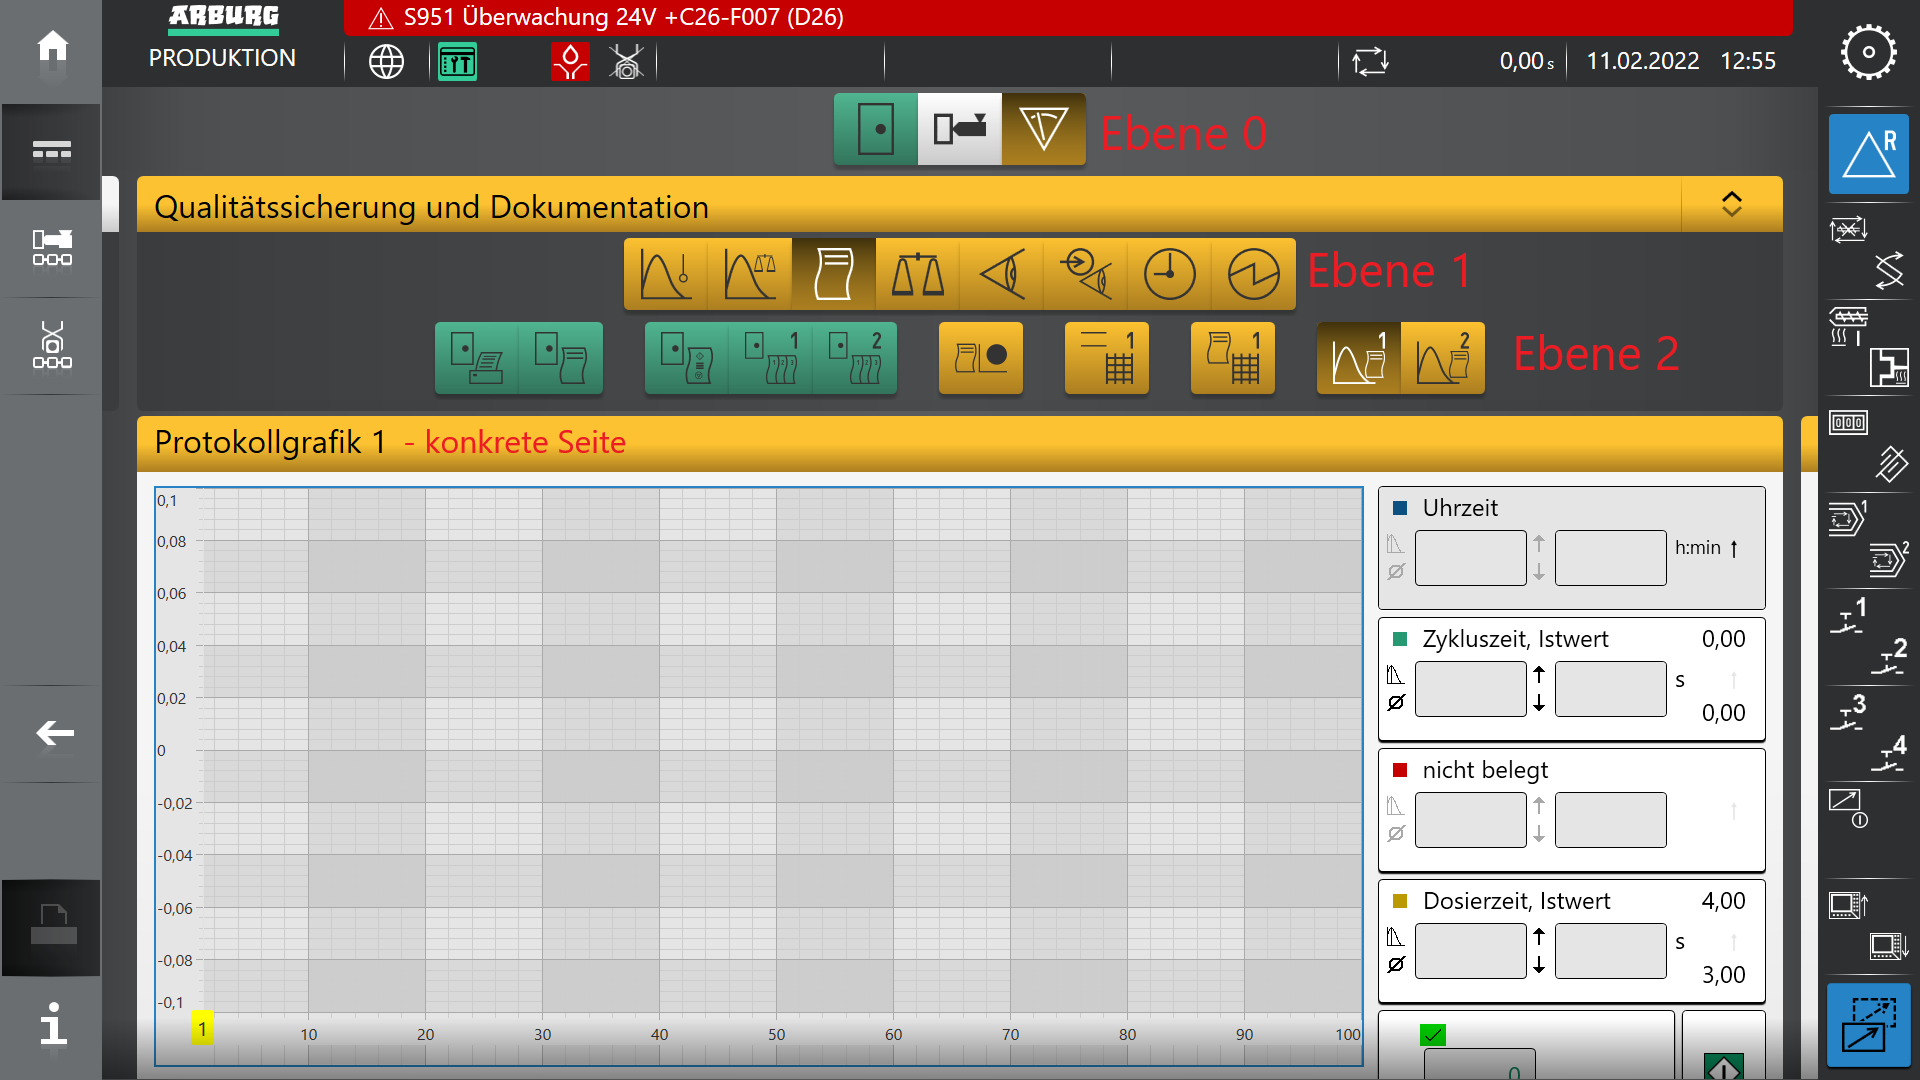 ARBURG
PRODUKTION
S951 Überwachung 24V +C26-F007 (D26)
0,00 s
11.02.2022 12:55
Ebene 0
Qualitätssicherung und Dokumentation
Ebene 1
1
2
1
1
1
2
Ebene 2
Protokollgrafik 1 - konkrete Seite
0,1
0,08
0,06
0,04
0,02
0
-0,02
-0,04
-0,06
-0,08
-0,1
1
10 20 30 40 50 60 70 80 90 100
Uhrzeit
h:min
Zykluszeit, Istwert 0,00
s
0,00
nicht belegt
Dosierzeit, Istwert 4,00
s
3,00
0
R
000
1
2
1
2
3
4